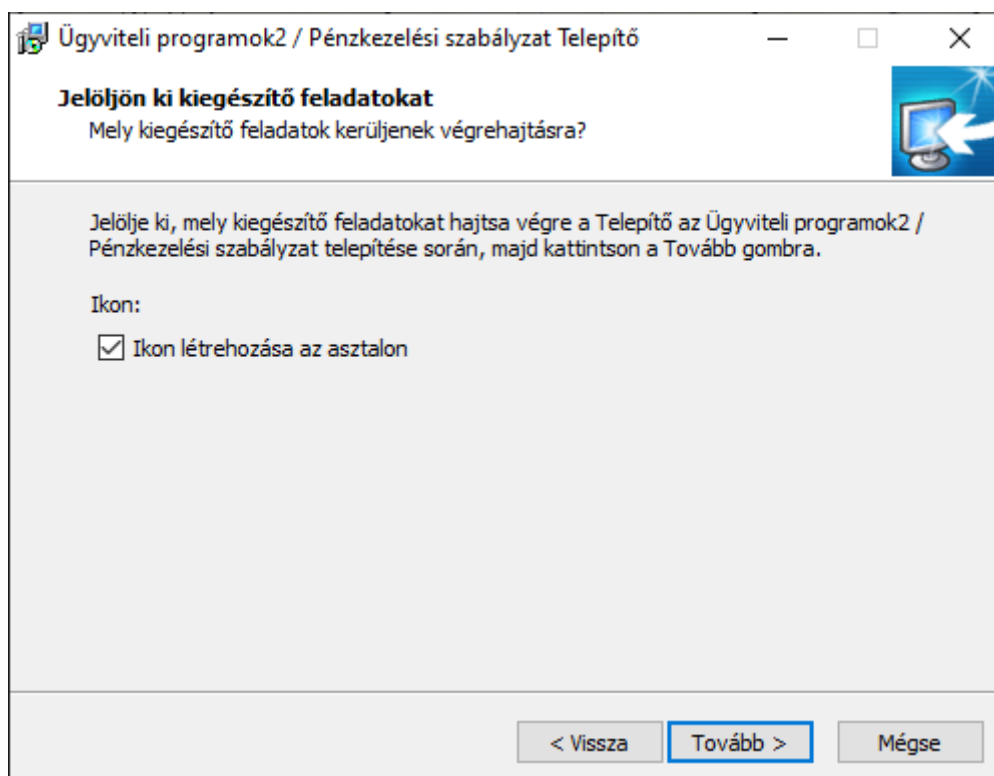 Ügyviteli programok2 / Pénzkezelési szabályzat Telepítő
Jelöljön ki kiegészítő feladatokat
Mely kiegészítő feladatok kerüljenek végrehajtásra?
Jelölje ki, mely kiegészítő feladatokat hajtsa végre a Telepítő az Ügyviteli programok2 /
Pénzkezelési szabályzat telepítése során, majd kattintson a Tovább gombra.
Ikon:
Ikon létrehozása az asztalon
< Vissza
Tovább >
Mégse